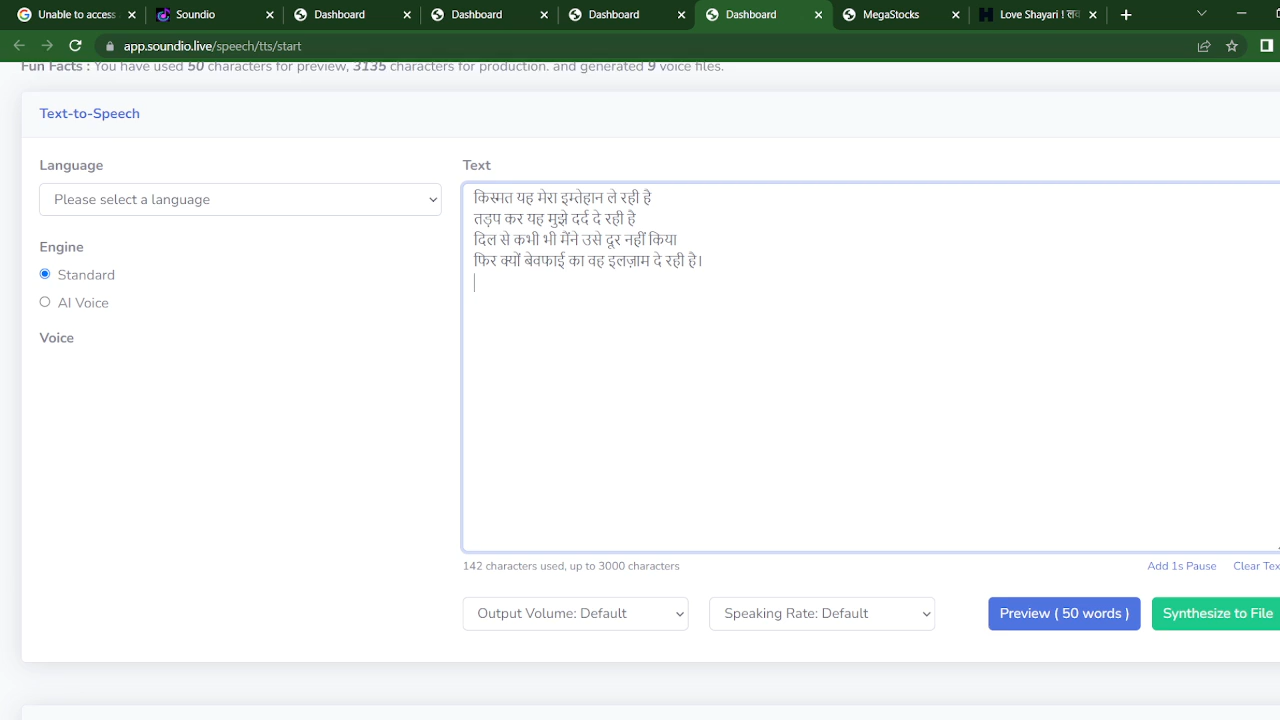 Unable to access
Soundio
Dashboard
Dashboard
Dashboard
Dashboard
MegaStocks
Love Shayari ! लव
app.soundio.live/speech/tts/start
Fun Facts : You have used 50 characters for preview, 3135 characters for production. and generated 9 voice files.
Text-to-Speech
Language
Please select a language
Engine
Standard
AI Voice
Voice
Text
किस्मत यह मेरा इम्तेहान ले रही है
तड़प कर यह मुझे दर्द दे रही है
दिल से कभी भी मैंने उसे दूर नहीं किया
फिर क्यों बेवफाई का वह इलज़ाम दे रही है।
142 characters used, up to 3000 characters
Add 1s Pause
Clear Tex
Output Volume: Default
Speaking Rate: Default
Preview ( 50 words )
Synthesize to File